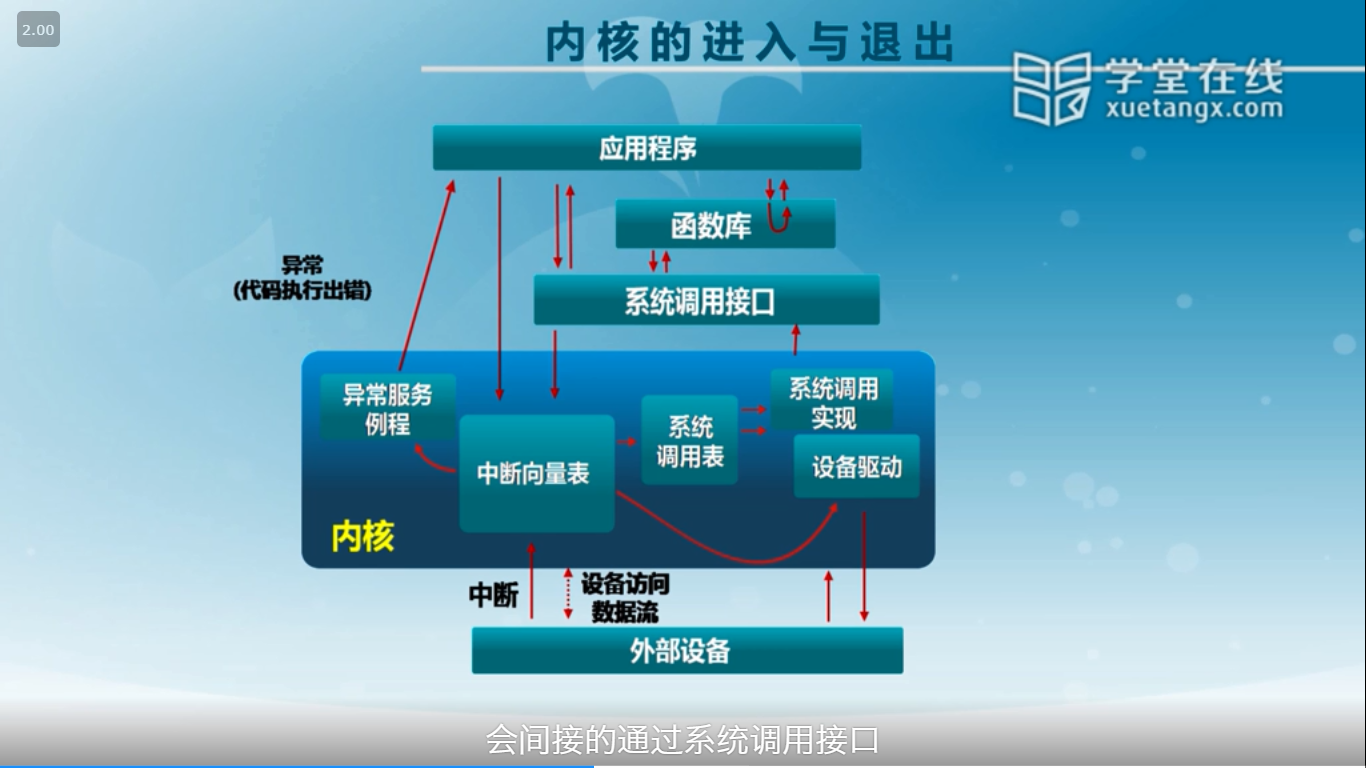 2.00
内核的进入与退出
学堂在线
xuetangx.com
应用程序
函数库
异常
(代码执行出错)
系统调用接口
异常服务
例程
中断向量表
系统
调用表
系统调用
实现
设备驱动
内核
中断
设备访问
数据流
外部设备
会间接的通过系统调用接口